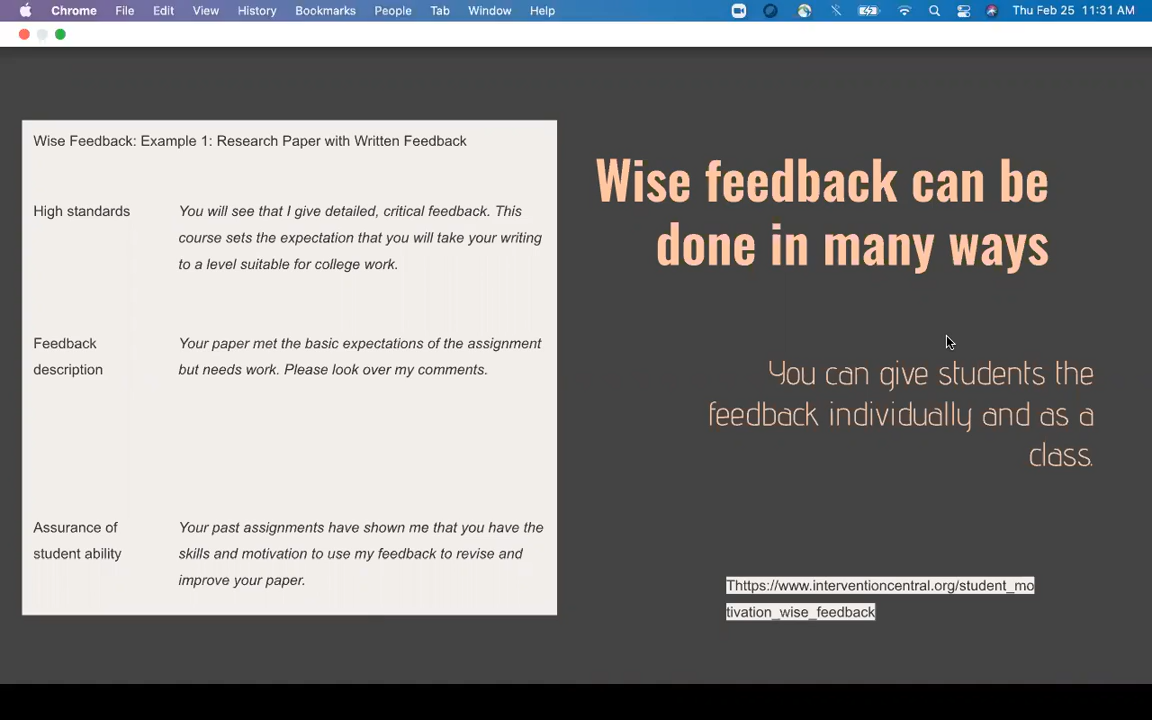 Chrome File Edit View History Bookmarks People Tab Window Help Thu Feb 25 11:31 AM
Wise Feedback: Example 1: Research Paper with Written Feedback
High standards
You will see that I give detailed, critical feedback. This
course sets the expectation that you will take your writing
to a level suitable for college work.
Feedback
description
Your paper met the basic expectations of the assignment
but needs work. Please look over my comments.
Assurance of
student ability
Your past assignments have shown me that you have the
skills and motivation to use my feedback to revise and
improve your paper.
Wise feedback can be
done in many ways
You can give students the
feedback individually and as a
class.
Thttps://www.interventioncentral.org/student_mo
tivation_wise_feedback